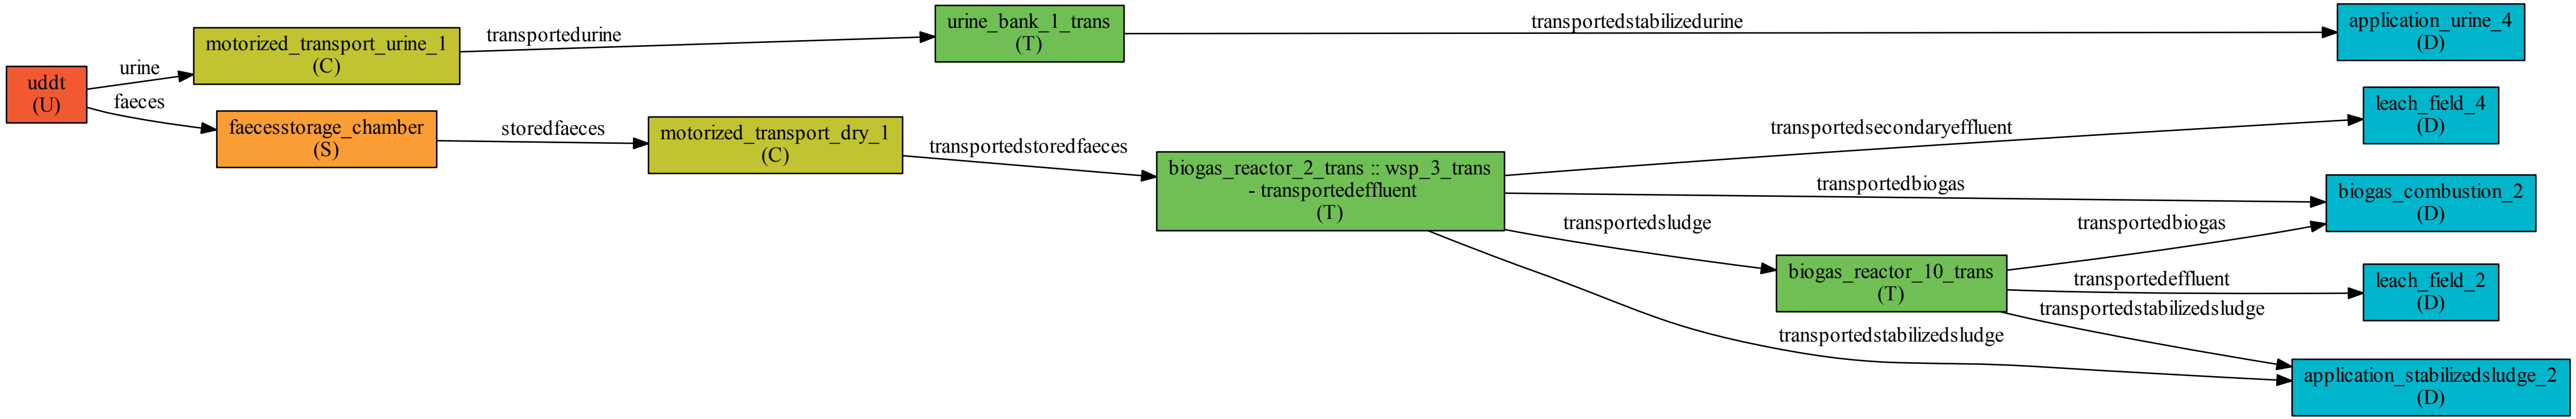 uddt
(U)
urine
faeces
motorized_transport_urine_1
(C)
transportedurine
urine_bank_1_trans
(T)
transportedstabilizedurine
application_urine_4
(D)
faecesstorage_chamber
(S)
storedfaeces
motorized_transport_dry_1
(C)
transportedstoredfaeces
biogas_reactor_2_trans :: wsp_3_trans
- transportedeffluent
(T)
transportedsecondaryeffluent
leach_field_4
(D)
transportedbiogas
biogas_combustion_2
(D)
transportedsludge
biogas_reactor_10_trans
(T)
transportedbiogas
transportedeffluent
leach_field_2
(D)
transportedstabilizedsludge
transportedstabilizedsludge
application_stabilizedsludge_2
(D)